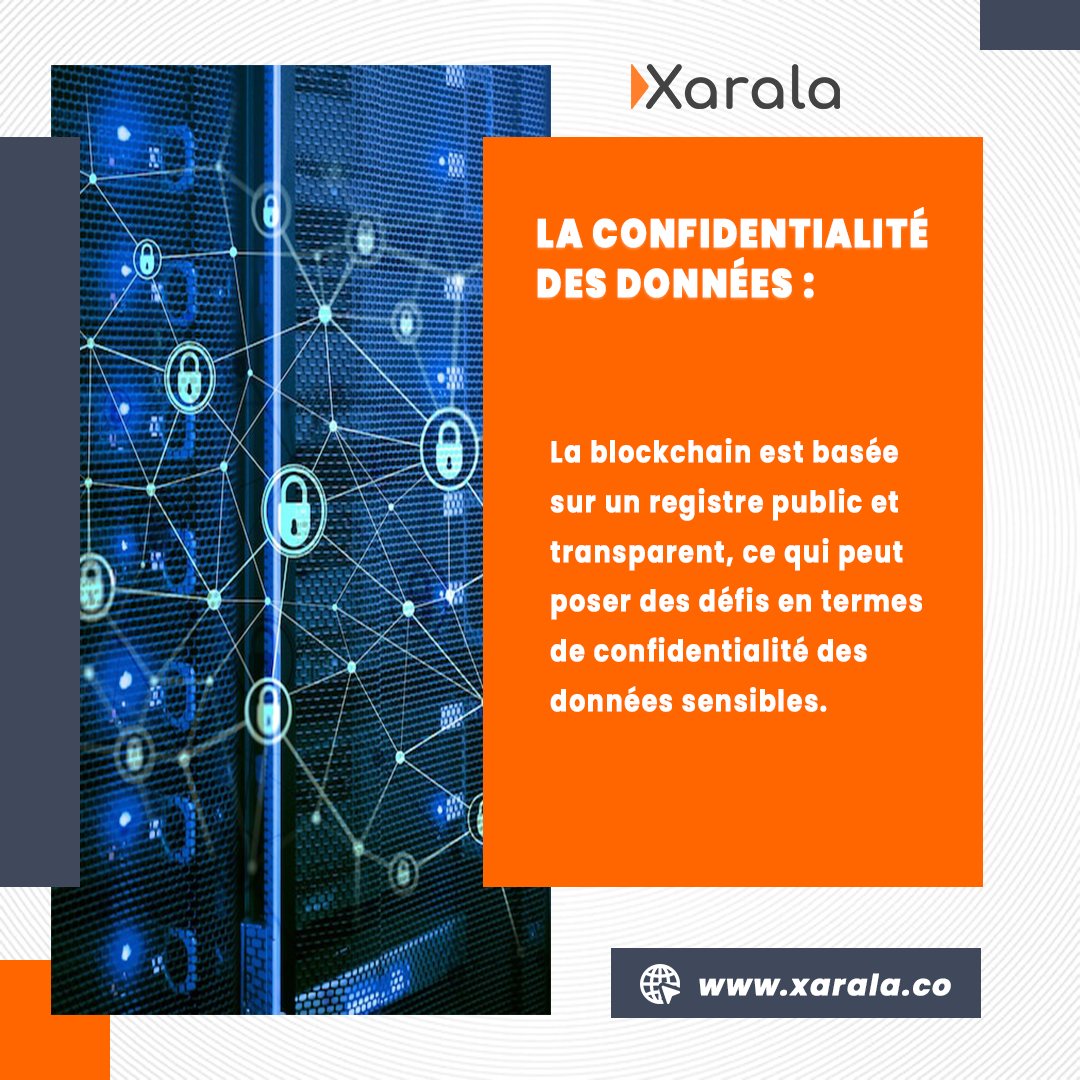 Xarala
LA CONFIDENTIALITÉ
DES DONNÉES :
La blockchain est basée
sur un registre public et
transparent, ce qui peut
poser des défis en termes
de confidentialité des
données sensibles.
www.xarala.co